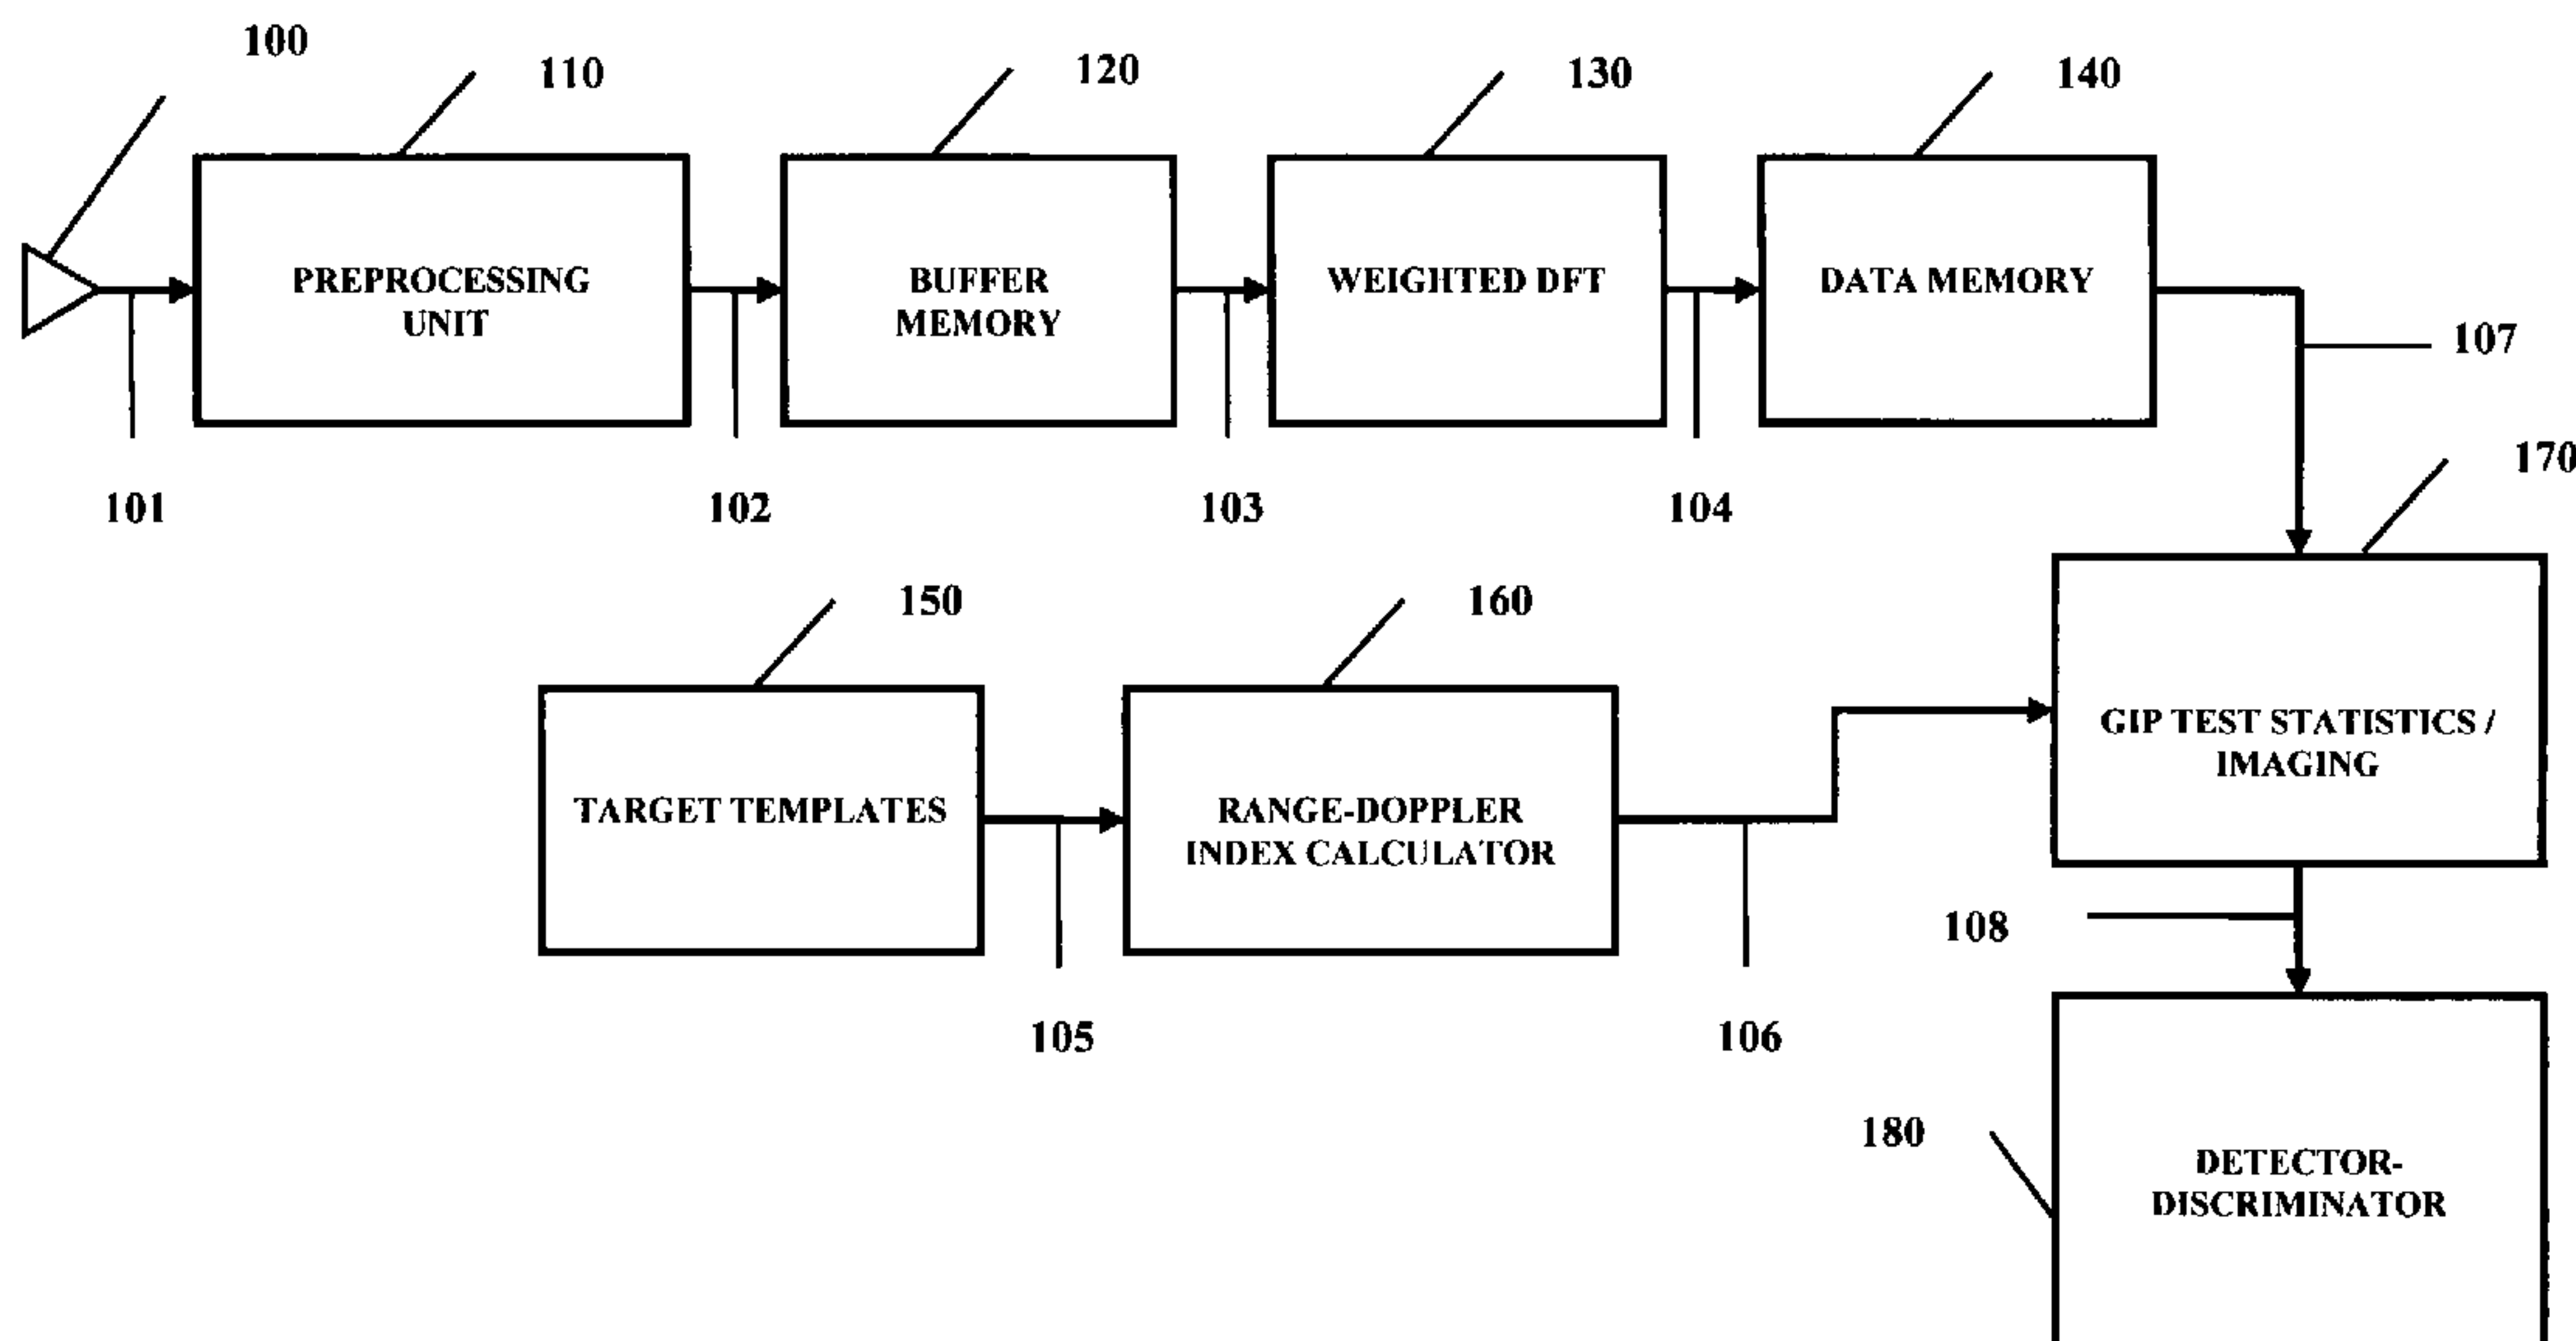 100
110
120
130
140
PREPROCESSING
UNIT
BUFFER
MEMORY
WEIGHTED DFT
DATA MEMORY
107
101
102
103
104
170
150
160
TARGET TEMPLATES
RANGE-DOPPLER
INDEX CALCULATOR
GIP TEST STATISTICS /
IMAGING
108
105
106
180
DETECTOR-
DISCRIMINATOR